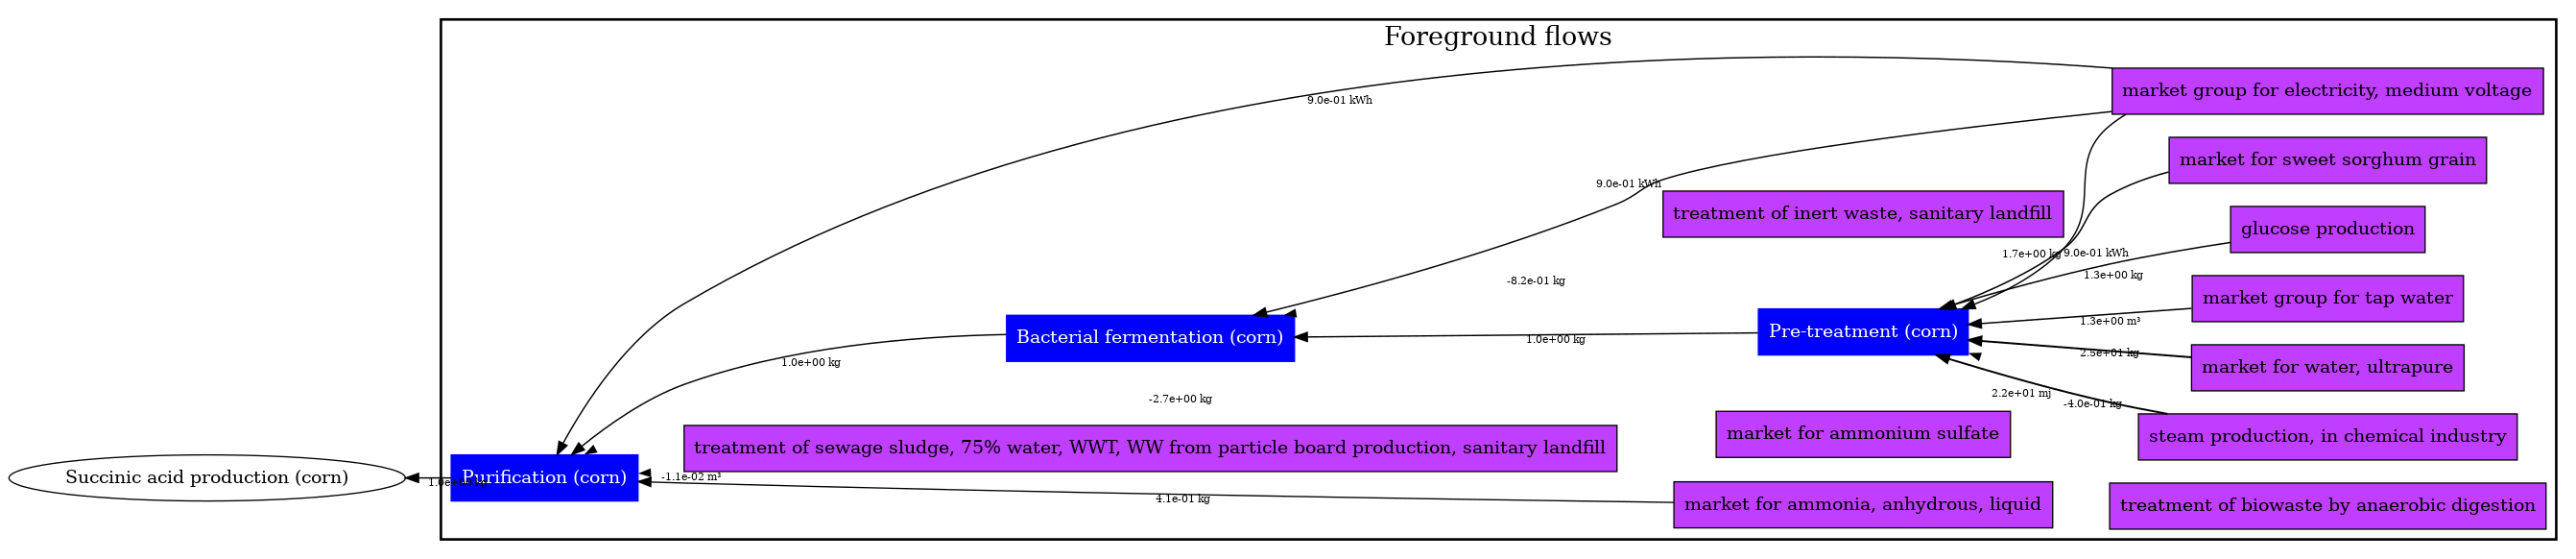 Foreground flows
market group for electricity, medium voltage
9.0e-01 kWh
market for sweet sorghum grain
9.0e-01 kWh
treatment of inert waste, sanitary landfill
glucose production
1.7e+00 kg
9.0e-01 kWh
1.3e+00 kg
-8.2e-01 kg
market group for tap water
1.3e+00 m³
Bacterial fermentation (corn)
Pre-treatment (corn)
1.0e+00 kg
2.5e+01 kg
market for water, ultrapure
1.0e+00 kg
2.2e+01 mj
-4.0e-01 kg
-2.7e+00 kg
market for ammonium sulfate
steam production, in chemical industry
treatment of sewage sludge, 75% water, WWT, WW from particle board production, sanitary landfill
Succinic acid production (corn)
1.0e+00 kg
Purification (corn)
-1.1e-02 m³
4.1e-01 kg
market for ammonia, anhydrous, liquid
treatment of biowaste by anaerobic digestion